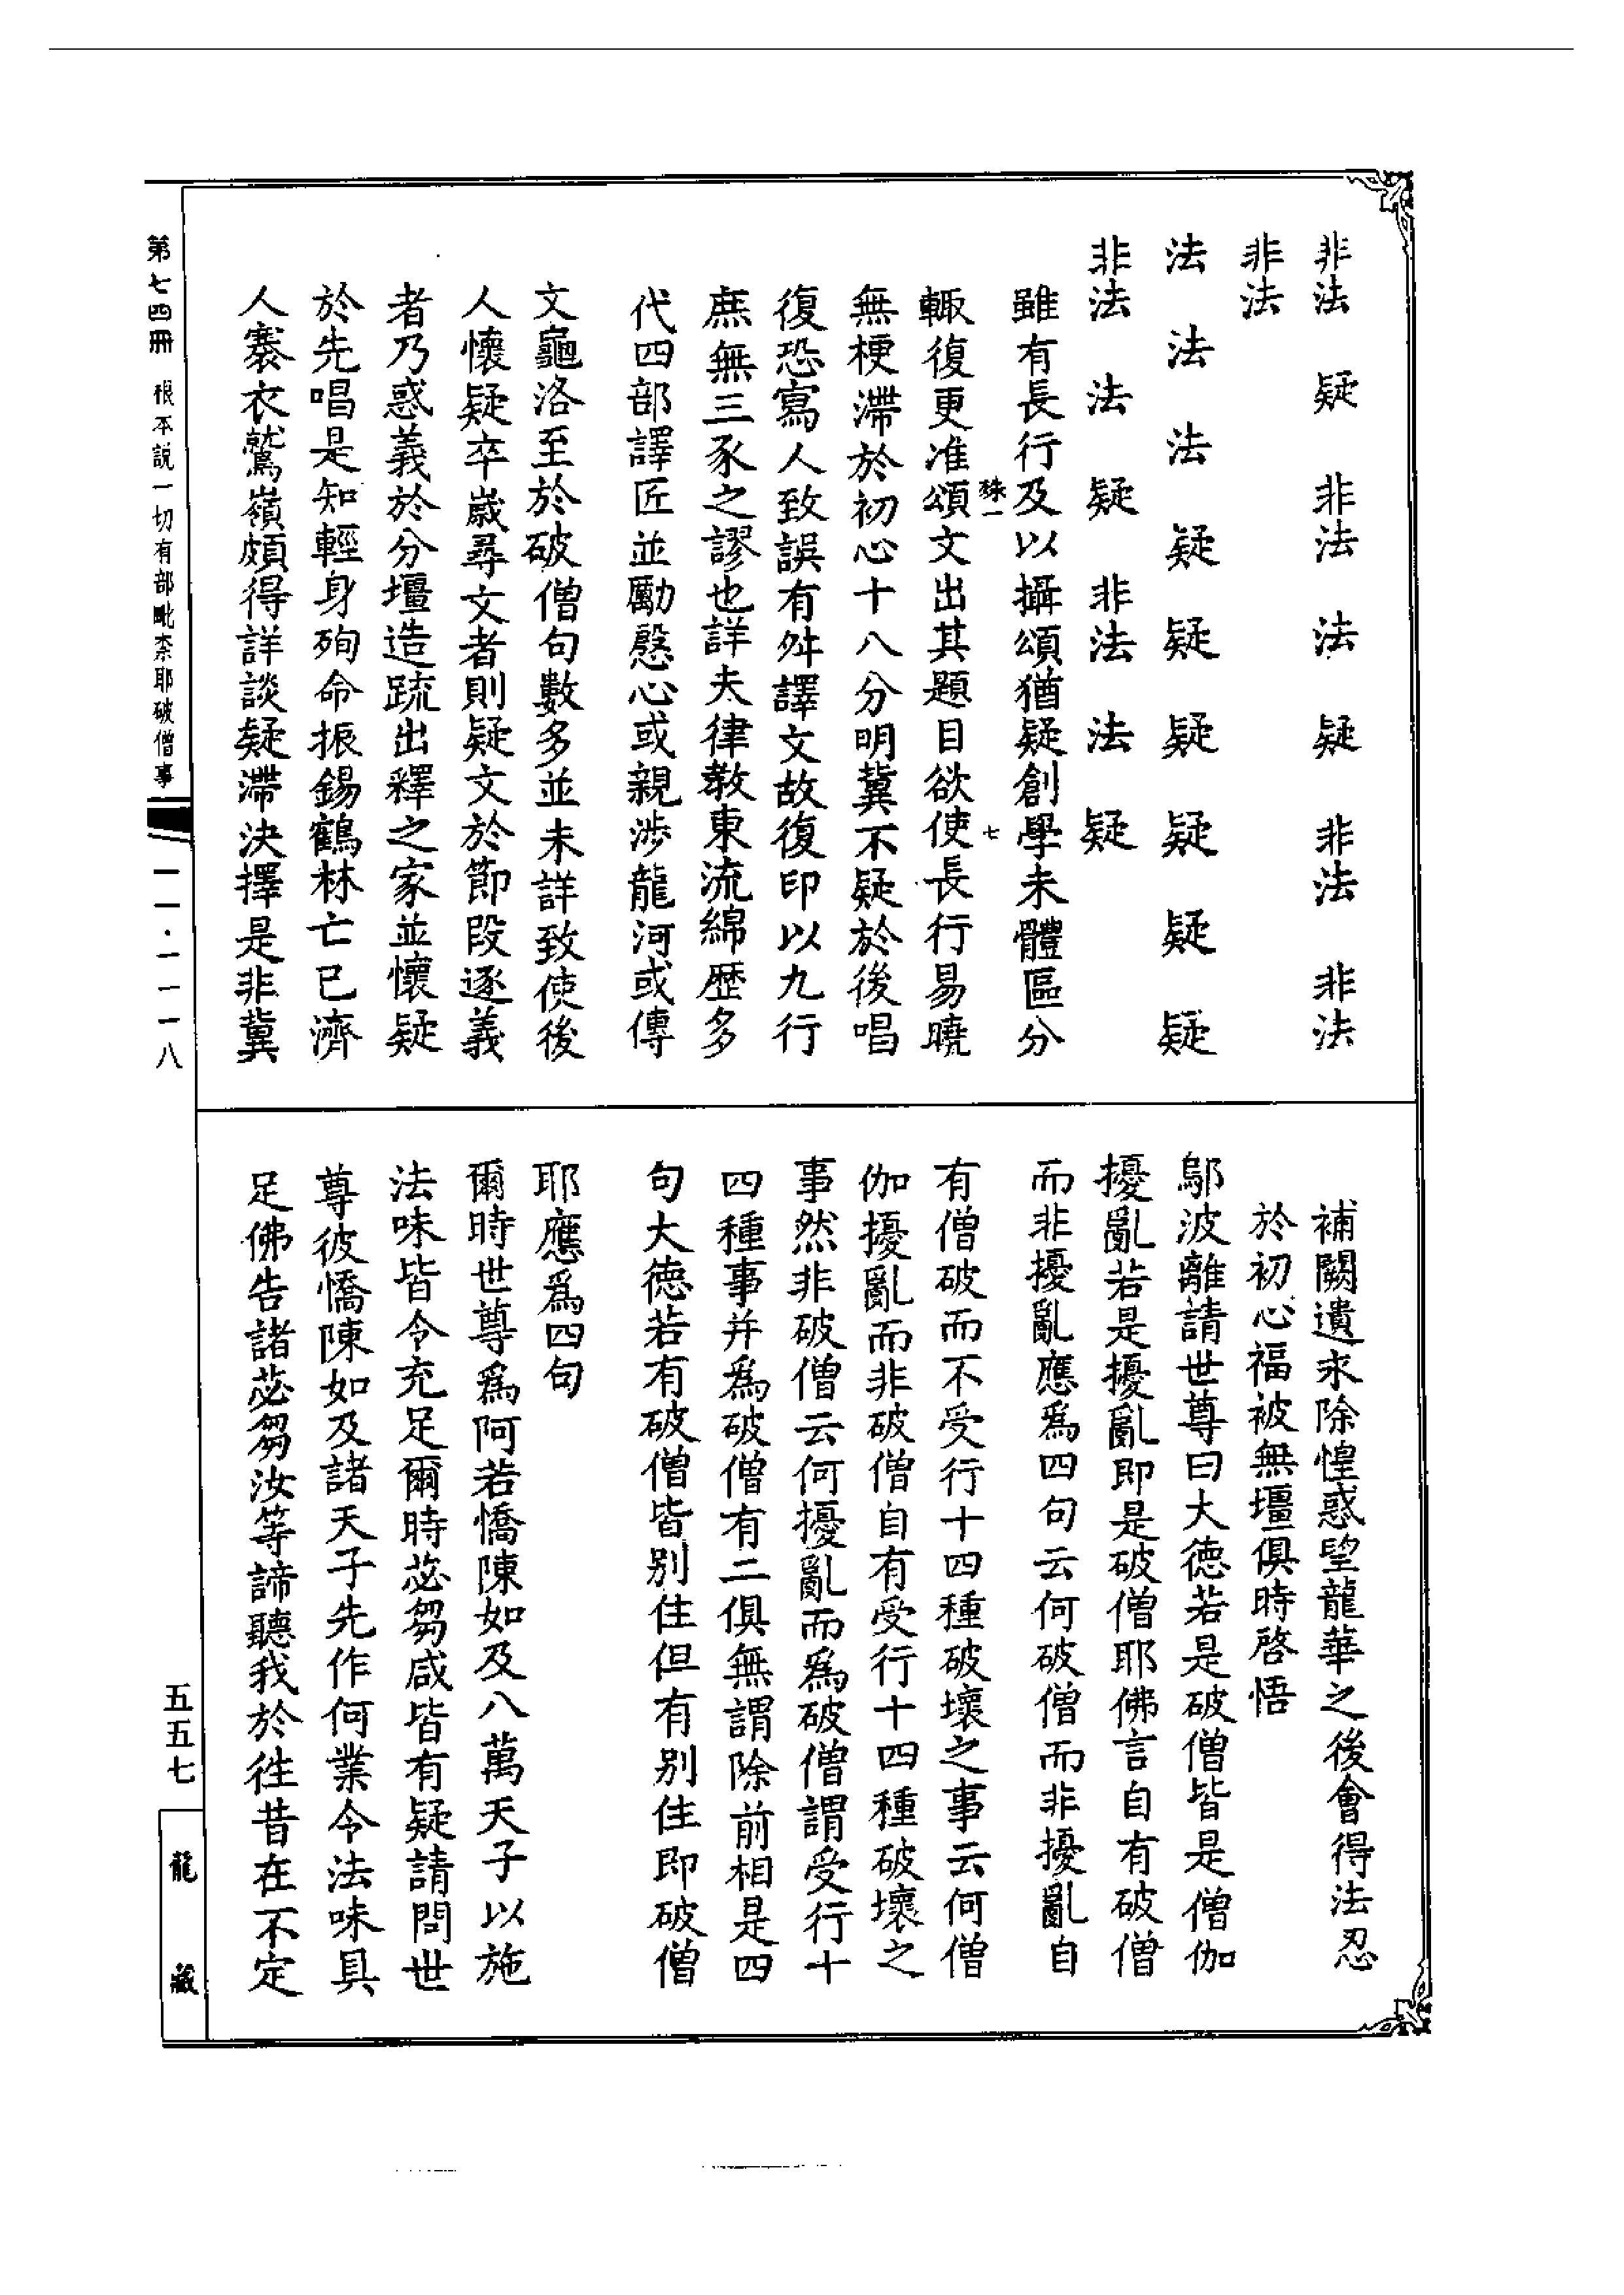 非法　疑　非法　法　疑　非法　非法
非法
法　法　法　疑　疑　疑　疑　疑　疑
非法　法　疑　非法　法　疑
雖有長行及以攝頌猶疑創學未體區分
輙復更准頌文出其題目欲使長行易曉
無梗滯於初心十八分明冀不疑於後唱
復恐寫人致誤有舛譯文故復印以九行
庶無三豕之謬也詳夫律教東流綿歷多
代四部譯匠並勵慇心或親涉龍河或傳
文龜洛至於破僧句數多並未詳致使後
人懷疑卒歲尋文者則疑文於節段逐義
者乃惑義於分壃造䟽出釋之家並懷疑
於先唱是知輕身殉命振錫鶴林亡已濟
人褰衣鷲嶺頗得詳談疑滯決擇是非冀
殊一
七
補闕遺求除惶惑望龍華之後會得法忍
於初心福被無壃俱時啓悟
鄔波離請世尊曰大德若是破僧皆是僧伽
擾亂若是擾亂即是破僧耶佛言自有破僧
而非擾亂應爲四句云何破僧而非擾亂自
有僧破而不受行十四種破壞之事云何僧
伽擾亂而非破僧自有受行十四種破壞之
事然非破僧云何擾亂而爲破僧謂受行十
四種事并爲破僧有二俱無謂除前相是四
句大德若有破僧皆別住但有別住即破僧
耶應爲四句
爾時世尊爲阿若憍陳如及八萬天子以施
法味皆令充足爾時苾芻咸皆有疑請問世
尊彼憍陳如及諸天子先作何業令法味具
足佛告諸苾芻汝等諦聽我於徃昔在不定
第七四冊　根本說一切有部毗柰耶破僧事
一一·一一一八
五五七
龍藏